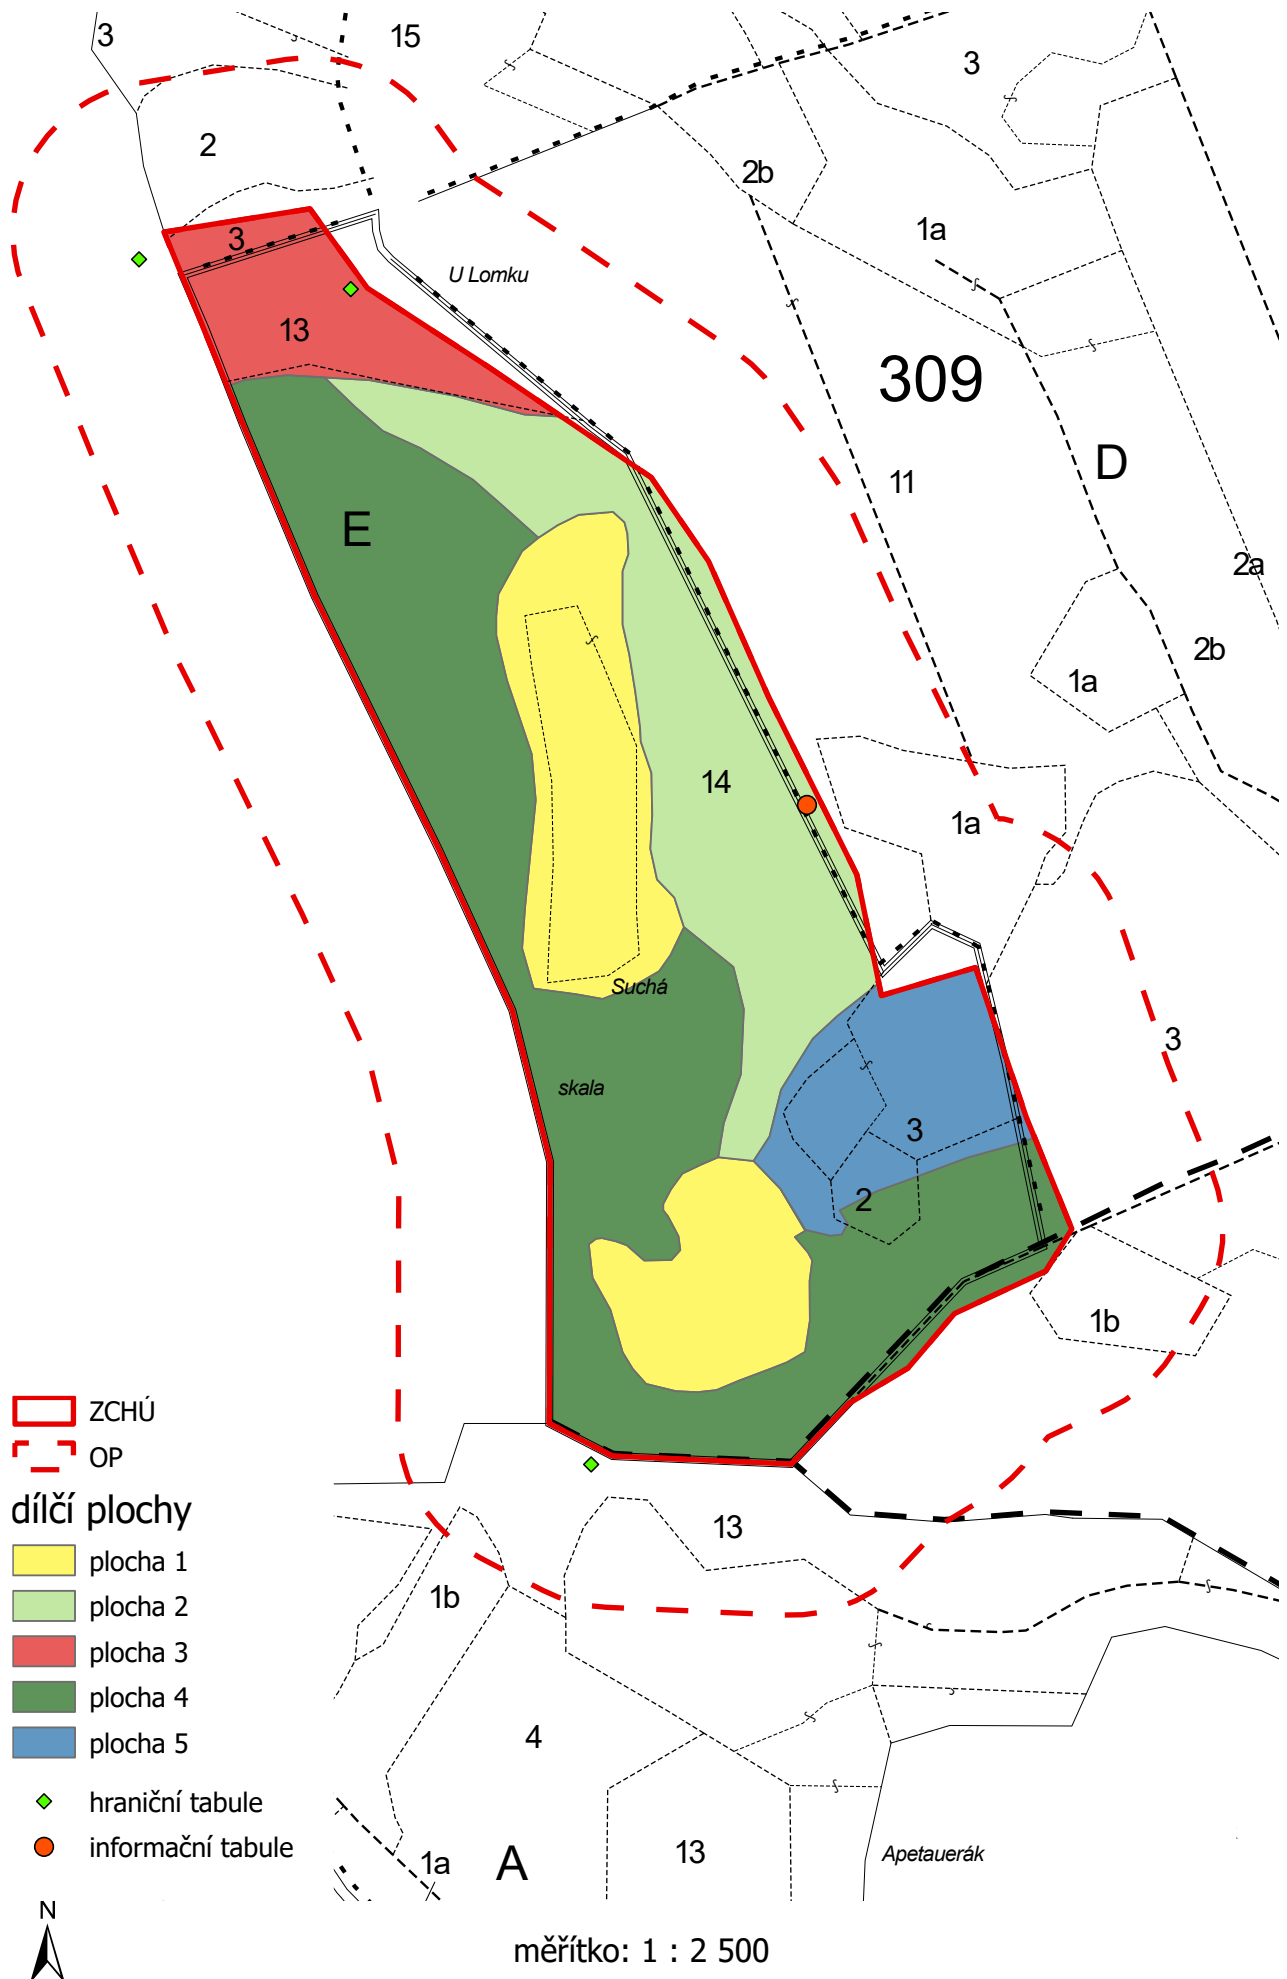 3
15
3
2
2b
1a
3
U Lomku
13
309
D
11
E
2a
2b
1a
14
1a
Suchá
3
skala
3
2
1b
ZCHÚ
OP
dílčí plochy
13
plocha 1
1b
plocha 2
plocha 3
plocha 4
4
plocha 5
hraniční tabule
informační tabule
13
Apetauerák
1a
A
N
měřítko: 1 : 2 500